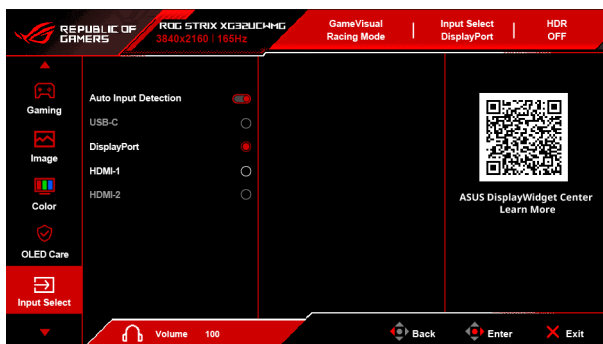 REPUBLIC OF
GAMERS
ROG STRIX XG32UCWMG
3840x2160 | 165Hz
GameVisual
Racing Mode
Input Select
DisplayPort
HDR
OFF
Gaming
Image
Color
OLED Care
Input Select
Auto Input Detection
USB-C
DisplayPort
HDMI-1
HDMI-2
ASUS DisplayWidget Center
Learn More
Volume 100
Back
Enter
Exit